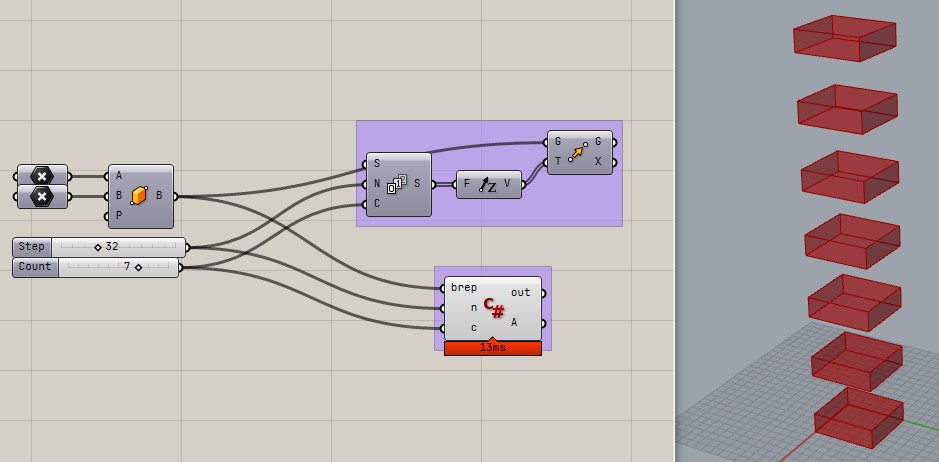 G G
T X
S
N S
C
F Z V
A
B B
P
Step 32
Count 7
brep out
n C# A
c
13ms